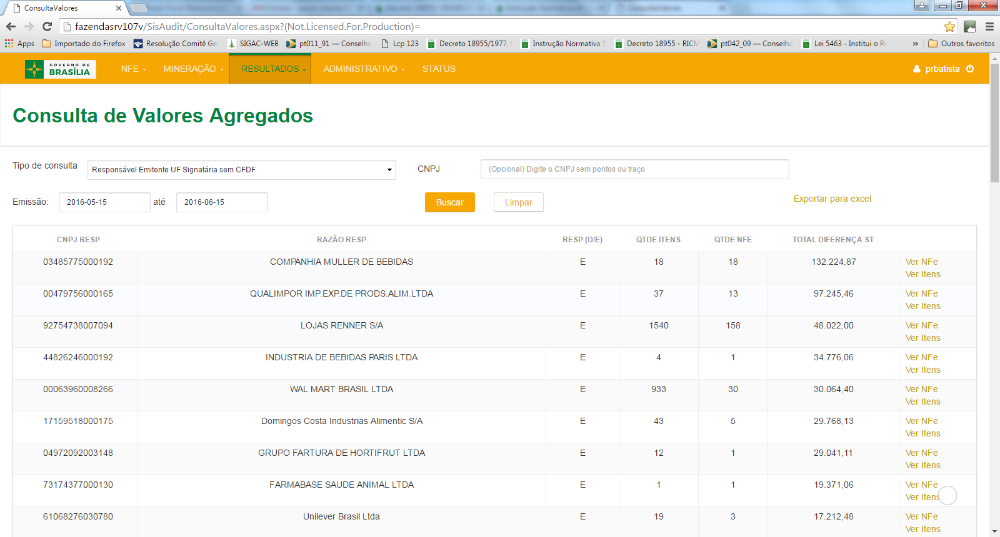 ConsultaValores
fazendasrv107v/SisAudit/ConsultaValores.aspx?(Not.Licensed.For.Production)=
Apps Importado do Firefox Resolução Comitê Ge SIGAC-WEB pt011_91 — Conselho Lcp 123 Decreto 18955/1977, Instrução Normativa 5 Decreto 18955 - RICM pt042_09 — Conselho Lei 5463 - Institui o Re » Outros favoritos
GOVERNO DE
BRASÍLIA
NFE MINERAÇÃO RESULTADOS ADMINISTRATIVO STATUS prbatista
Consulta de Valores Agregados
Tipo de consulta Responsável Emitente UF Signatária sem CFDF CNPJ (Opcional) Digite o CNPJ sem pontos ou traço
Emissão: 2016-05-15 até 2016-06-15 Buscar Limpar Exportar para excel
CNPJ RESP RAZÃO RESP RESP (D/E) QTDE ITENS QTDE NFE TOTAL DIFERENÇA ST
03485775000192 COMPANHIA MULLER DE BEBIDAS E 18 18 132.224,87 Ver NFe
Ver Itens
00479756000165 QUALIMPOR IMP.EXP.DE PRODS.ALIM.LTDA E 37 13 97.245,46 Ver NFe
Ver Itens
92754738007094 LOJAS RENNER S/A E 1540 158 48.022,00 Ver NFe
Ver Itens
44826246000192 INDUSTRIA DE BEBIDAS PARIS LTDA E 4 1 34.776,06 Ver NFe
Ver Itens
00063960008266 WAL MART BRASIL LTDA E 933 30 30.064,40 Ver NFe
Ver Itens
17159518000175 Domingos Costa Industrias Alimentic S/A E 43 5 29.768,13 Ver NFe
Ver Itens
04972092003148 GRUPO FARTURA DE HORTIFRUT LTDA E 12 1 29.041,11 Ver NFe
Ver Itens
73174377000130 FARMABASE SAUDE ANIMAL LTDA E 1 1 19.371,06 Ver NFe
Ver Itens
61068276030780 Unilever Brasil Ltda E 19 3 17.212,48 Ver NFe
Ver Itens